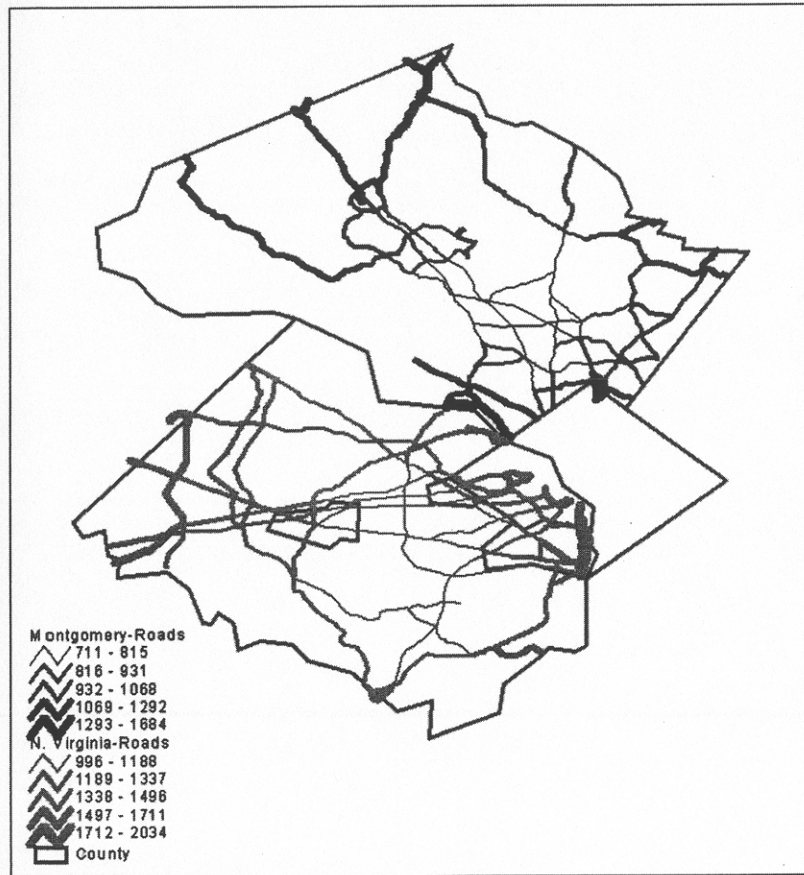 Montgomery-Roads
711 - 815
816 - 931
932 - 1068
1069 - 1292
1293 - 1684
N. Virginia-Roads
996 - 1188
1189 - 1337
1338 - 1496
1497 - 1711
1712 - 2034
County